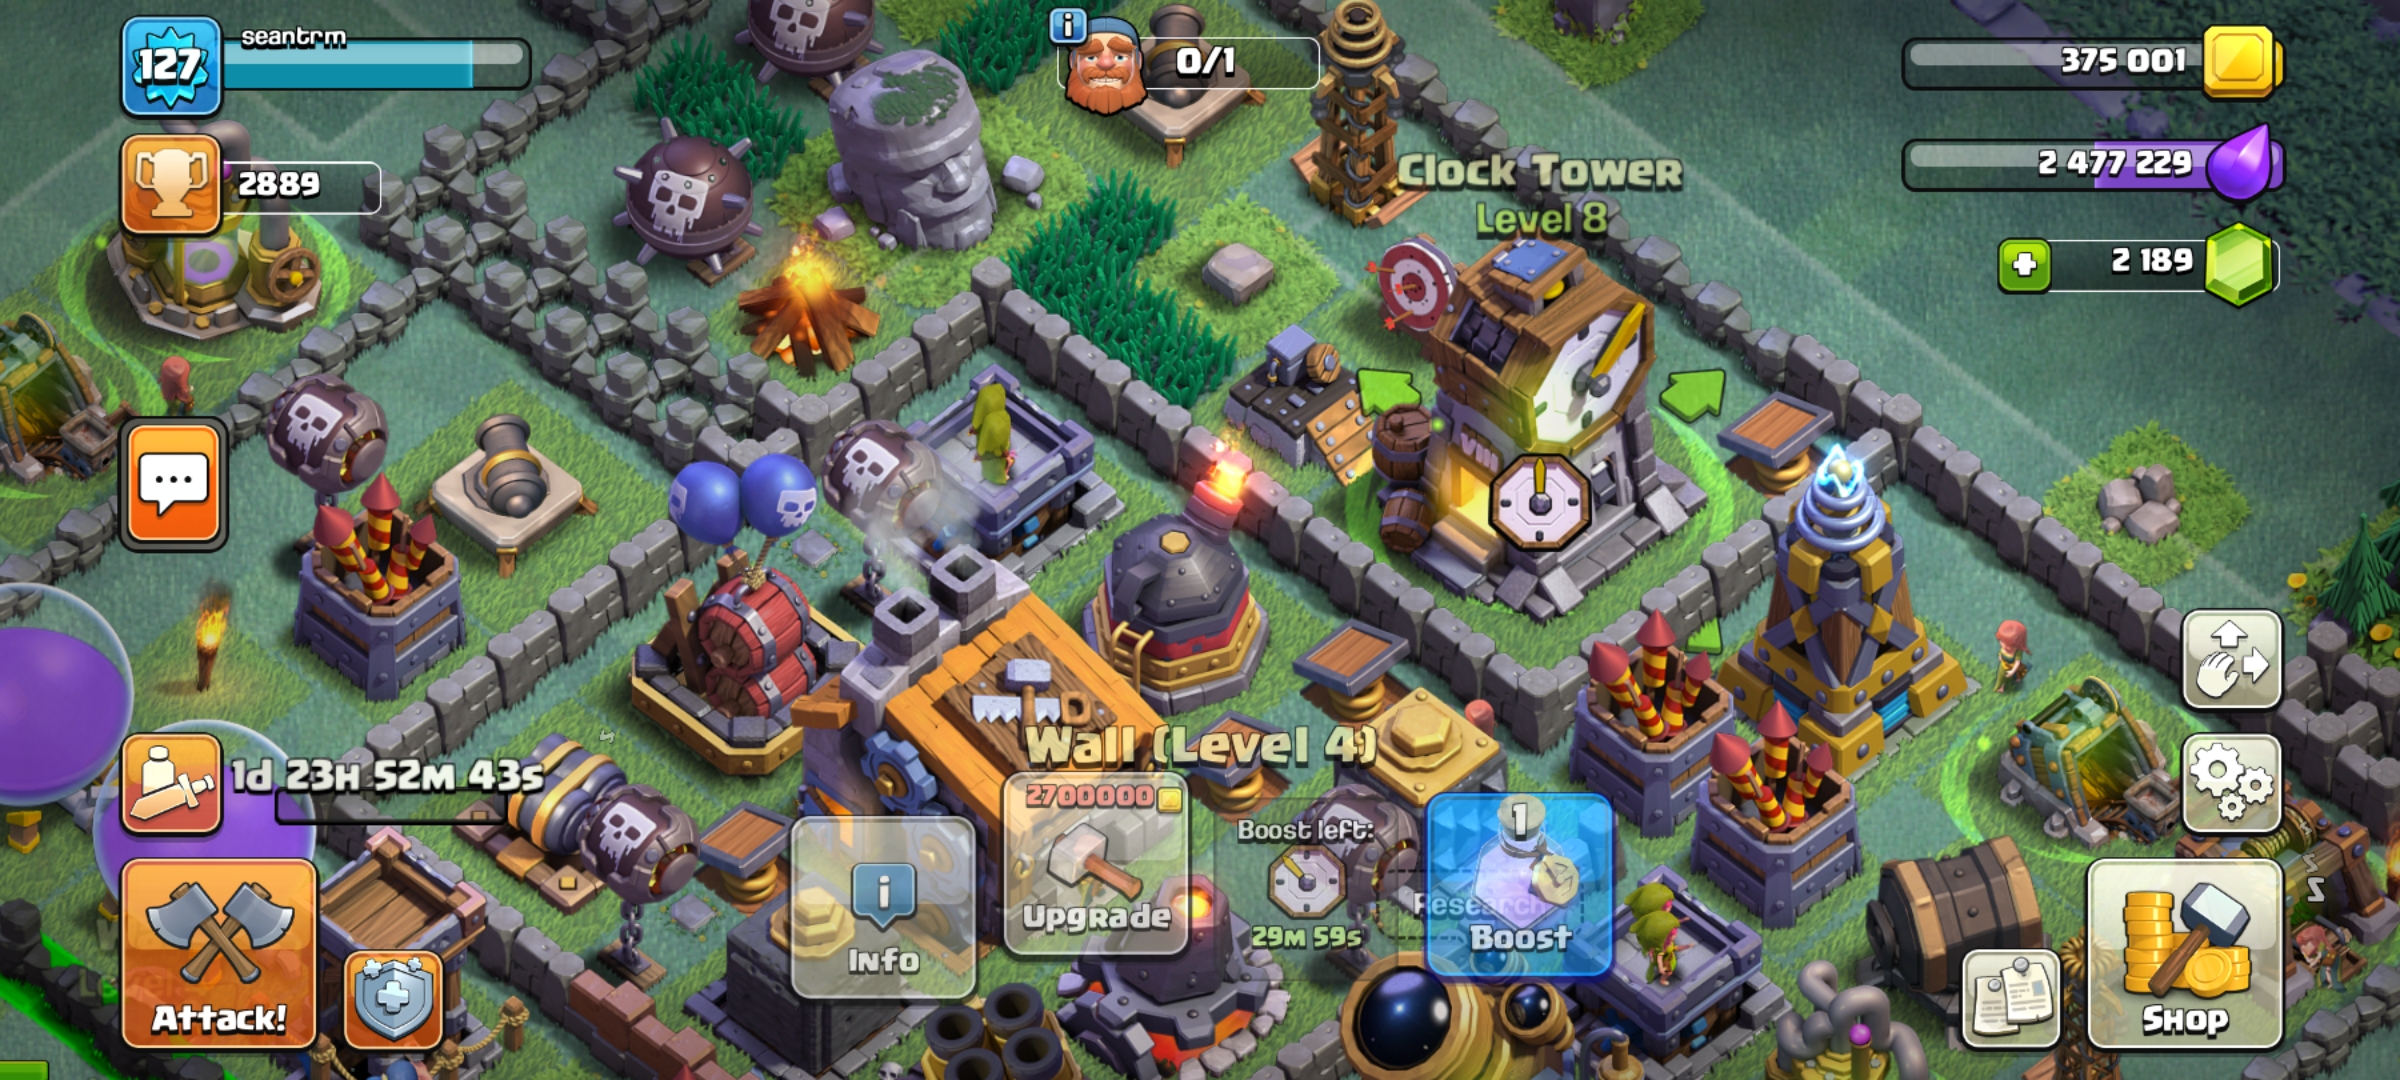 127
seantrm
0/1
375 001
2889
Clock Tower
Level 8
2 477 229
2 189
1d 23H 52M 43s
Wall (Level 4)
2700000
Upgrade
Info
Boost left:
29M 59s
1
Research
Boost
Attack!
Shop